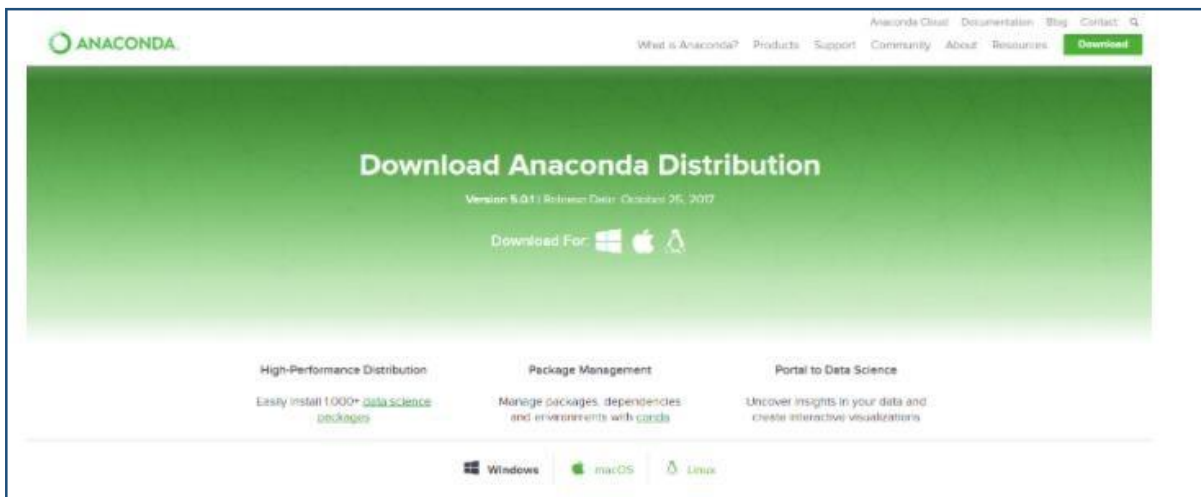 Anaconda Cloud Documentation Blog Contact
ANACONDA.
What is Anaconda? Products Support Community About Resources Download
Download Anaconda Distribution
Version 5.0.1 | Release Date: October 25, 2017
Download For:
High-Performance Distribution
Easily install 1,000+ data science
packages
Package Management
Manage packages, dependencies
and environments with conda
Portal to Data Science
Uncover insights in your data and
create interactive visualizations
Windows macOS Linux